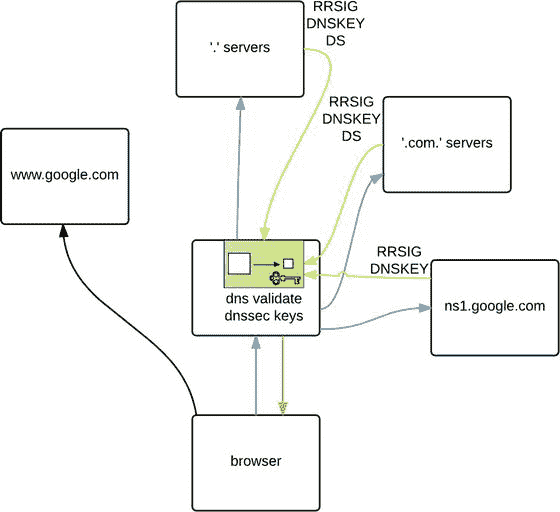 RRSIG
DNSKEY
DS
'.' servers
RRSIG
DNSKEY
DS
'.com.' servers
www.google.com
RRSIG
DNSKEY
dns validate
dnssec keys
ns1.google.com
browser